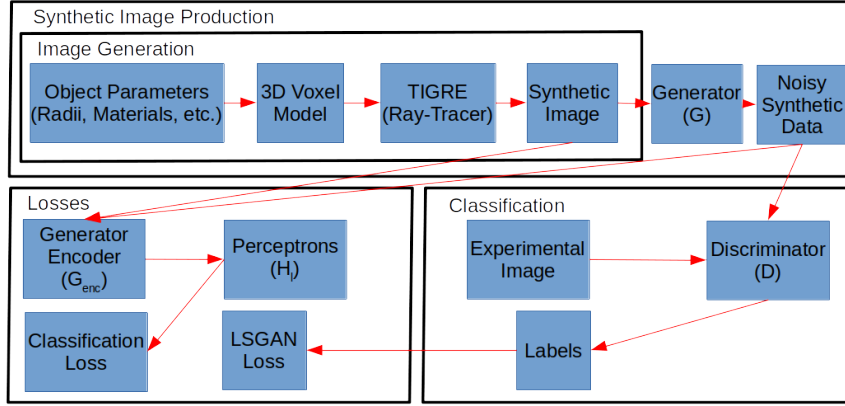 Synthetic Image Production
Image Generation
Object Parameters
(Radii, Materials, etc.)
3D Voxel
Model
TIGRE
(Ray-Tracer)
Synthetic
Image
Generator
(G)
Noisy
Synthetic
Data
Losses
Generator
Encoder
(Genc)
Perceptrons
(Hl)
Classification
Loss
LSGAN
Loss
Classification
Experimental
Image
Discriminator
(D)
Labels